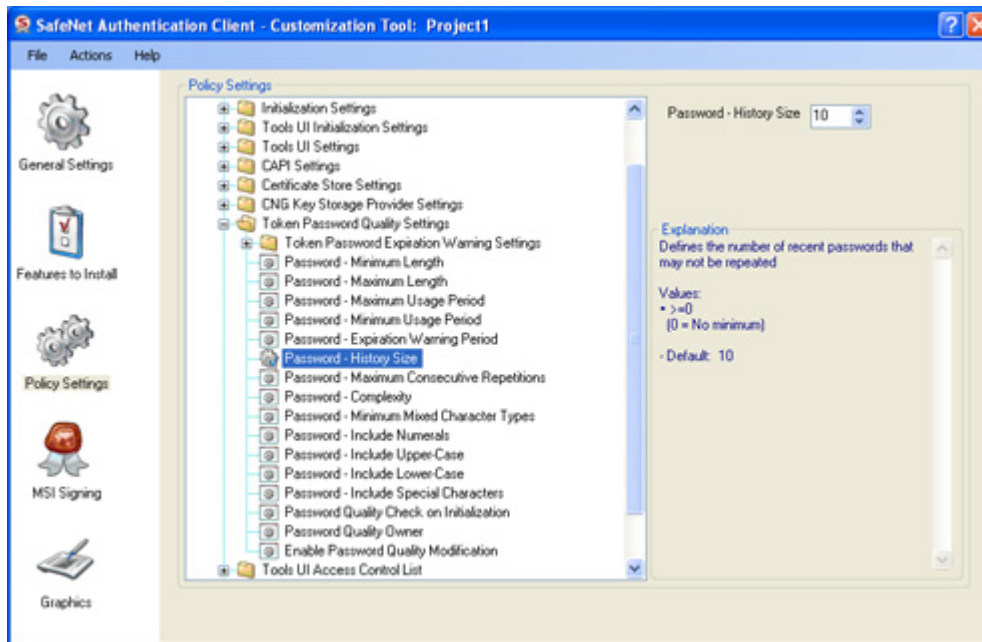 SafeNet Authentication Client - Customization Tool: Project1
File Actions Help
General Settings
Features to Install
Policy Settings
MSI Signing
Graphics
Policy Settings
Initialization Settings
Tools UI Initialization Settings
Tools UI Settings
CAPI Settings
Certificate Store Settings
CNG Key Storage Provider Settings
Token Password Quality Settings
Token Password Expiration Warning Settings
Password - Minimum Length
Password - Maximum Length
Password - Maximum Usage Period
Password - Minimum Usage Period
Password - Expiration Warning Period
Password - History Size
Password - Maximum Consecutive Repetitions
Password - Complexity
Password - Minimum Mixed Character Types
Password - Include Numerals
Password - Include Upper-Case
Password - Include Lower-Case
Password - Include Special Characters
Password Quality Check on Initialization
Password Quality Owner
Enable Password Quality Modification
Tools UI Access Control List
Password - History Size 10
Explanation
Defines the number of recent passwords that
may not be repeated
Values:
• >=0
(0 = No minimum)
- Default: 10